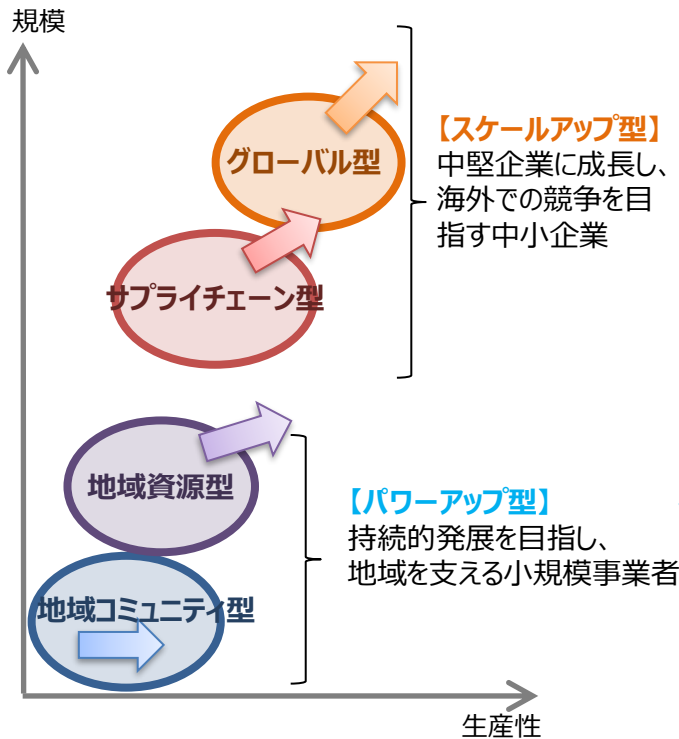 規模
グローバル型
【スケールアップ型】
中堅企業に成長し、
海外での競争を目
指す中小企業
サプライチェーン型
地域資源型
【パワーアップ型】
持続的発展を目指し、
地域を支える小規模事業者
地域コミュニティ型
生産性